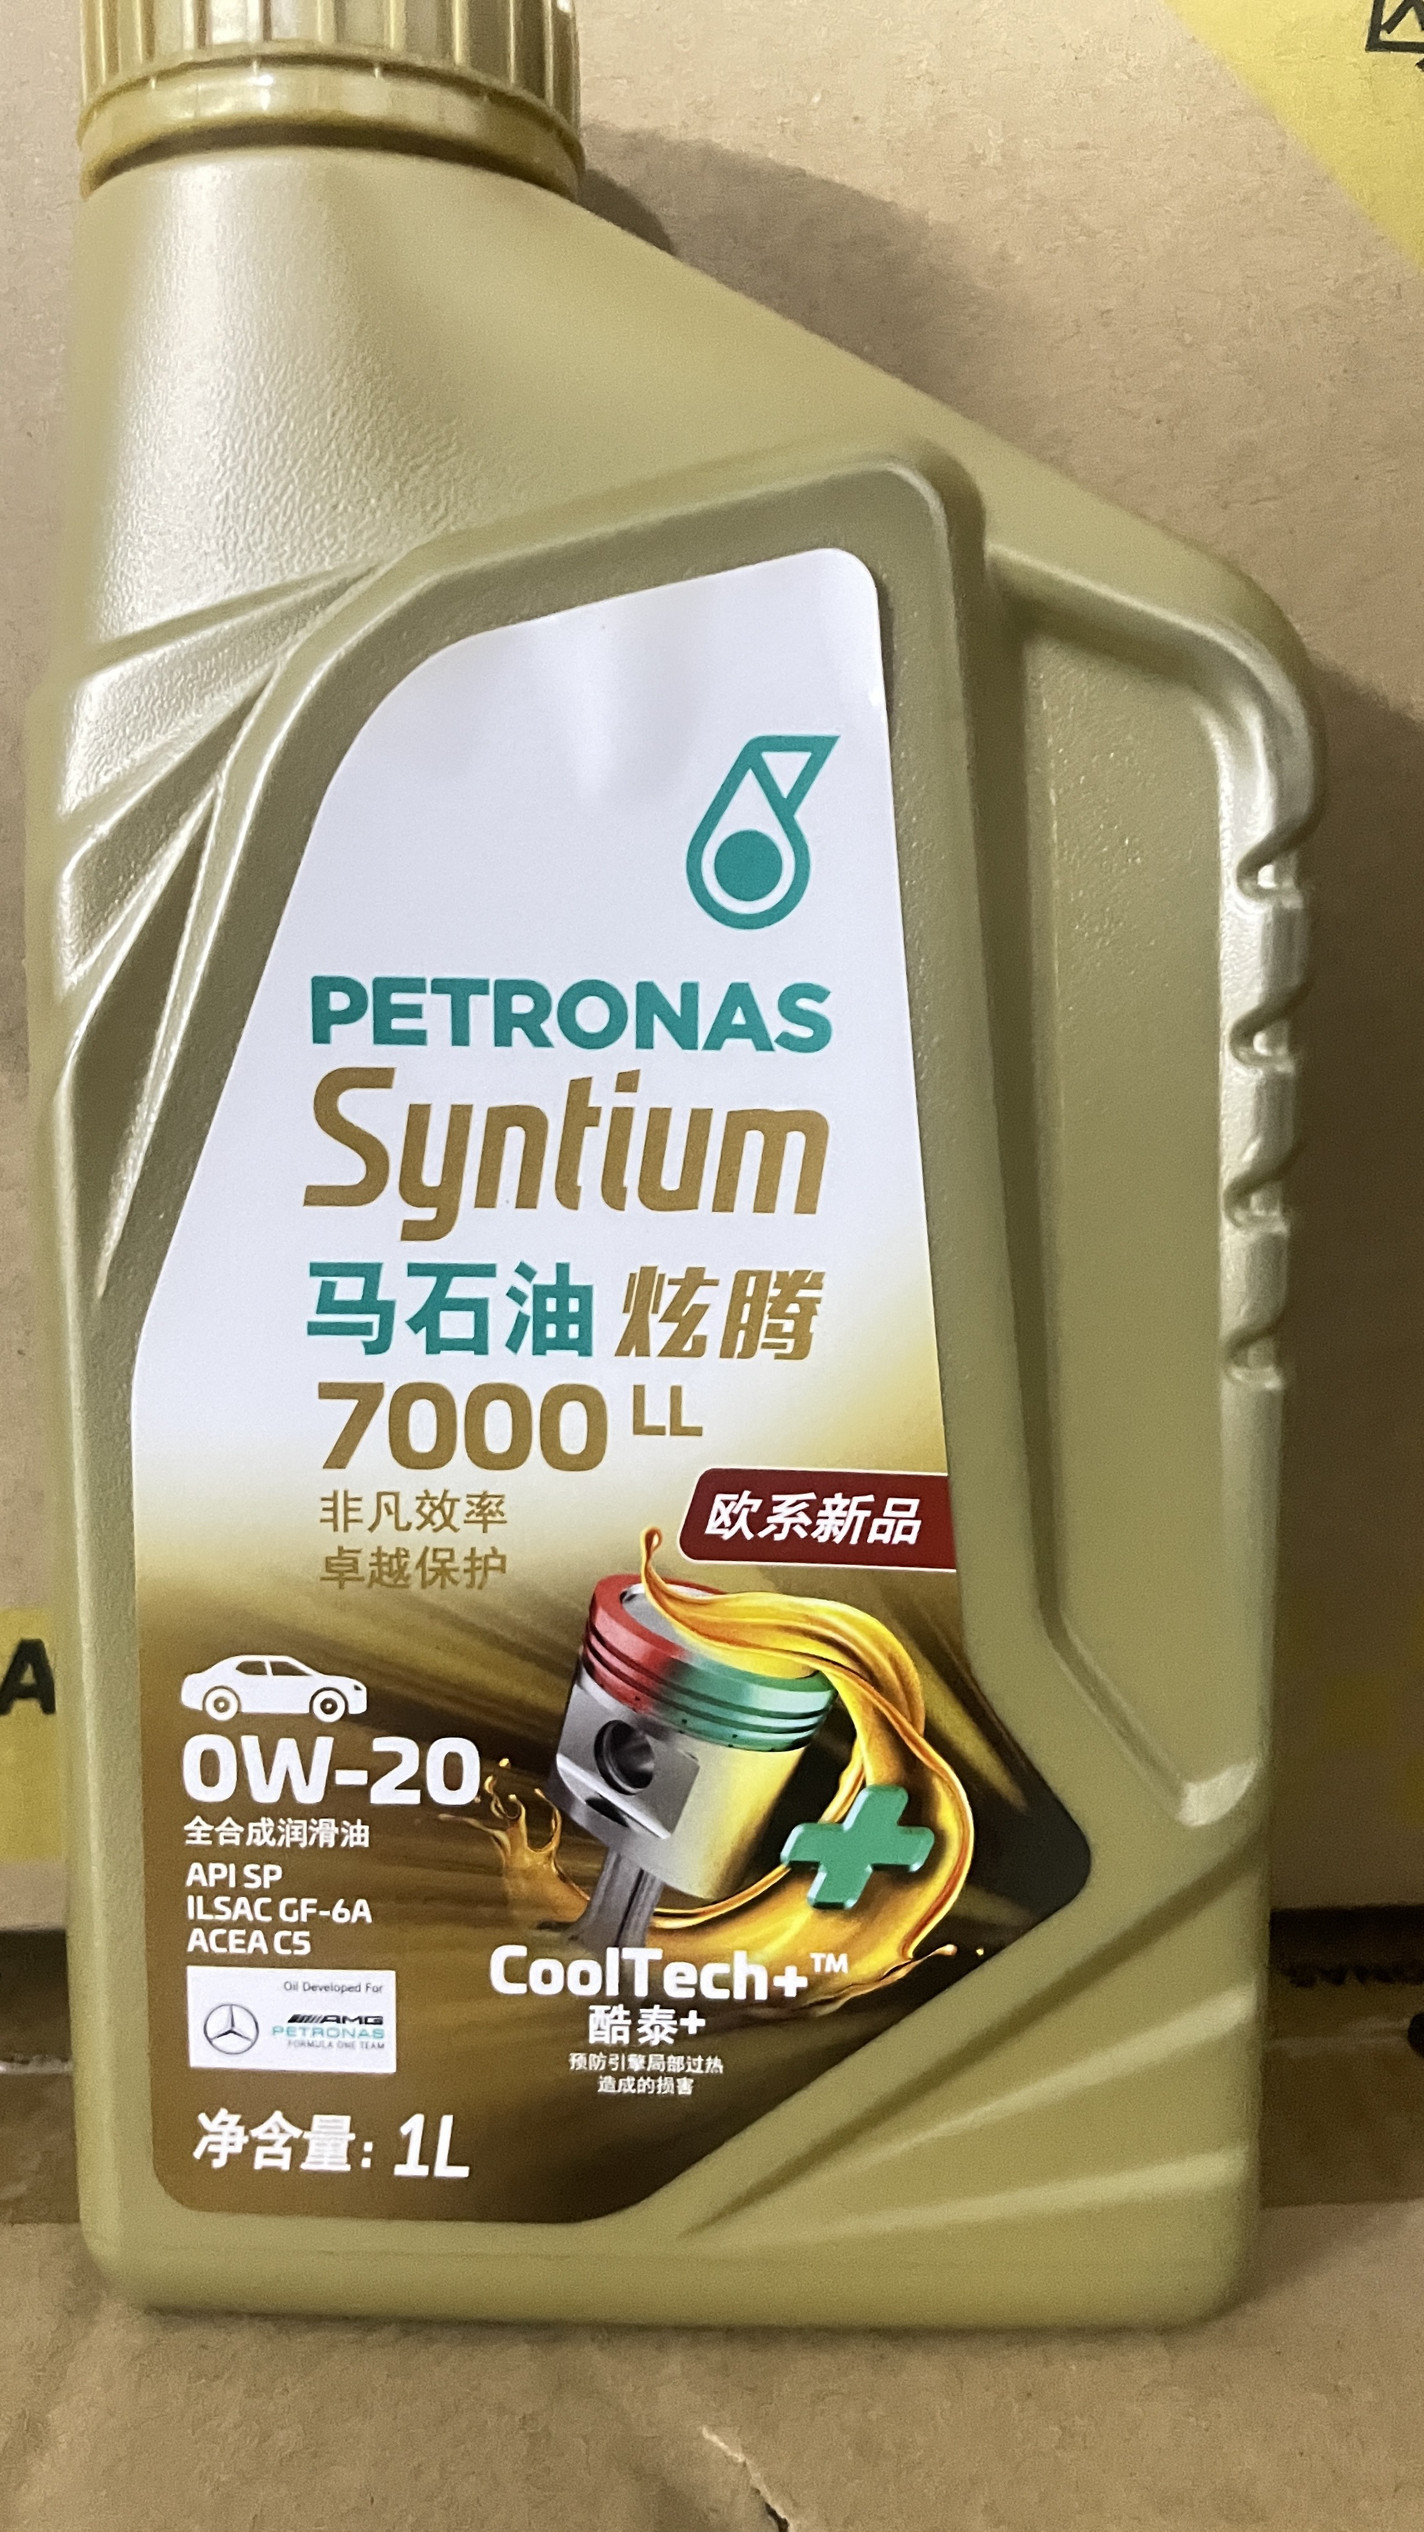 PETRONAS
Syntium
马石油 炫腾
7000 LL
非凡效率
卓越保护
欧系新品
0W-20
全合成润滑油
API SP
ILSAC GF-6A
ACEA C5
Oil Developed For
AMG
PETRONAS
FORMULA ONE TEAM
CoolTech+™
酷泰+
预防引擎局部过热
造成的损害
净含量: 1L
A